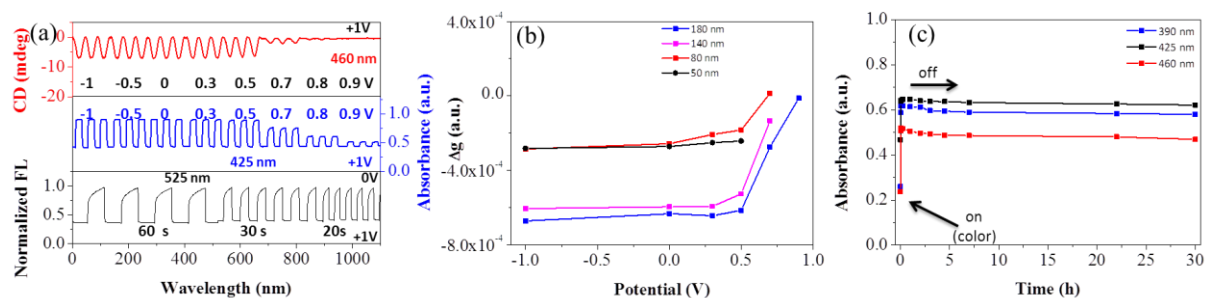 (a)
+1V
460 nm
-1 -0.5 0 0.3 0.5 0.7 0.8 0.9 V
CD (mdeg)
0
-10
-20
-1 -0.5 0 0.3 0.5 0.7 0.8 0.9 V
425 nm
+1V
1.0
0.5
0.0
Absorbance (a.u.)
525 nm
0V
60 s 30 s 20s
+1V
Normalized FL
1.0
0.5
0.0
0 200 400 600 800 1000
Wavelength (nm)
(b)
180 nm
140 nm
80 nm
50 nm
4.0x10⁻⁴
0.0
-4.0x10⁻⁴
-8.0x10⁻⁴
Δg (a.u.)
-1.0 -0.5 0.0 0.5 1.0
Potential (V)
(c)
390 nm
425 nm
460 nm
off
on
(color)
1.0
0.8
0.6
0.4
0.2
0.0
Absorbance (a.u.)
0 5 10 15 20 25 30
Time (h)